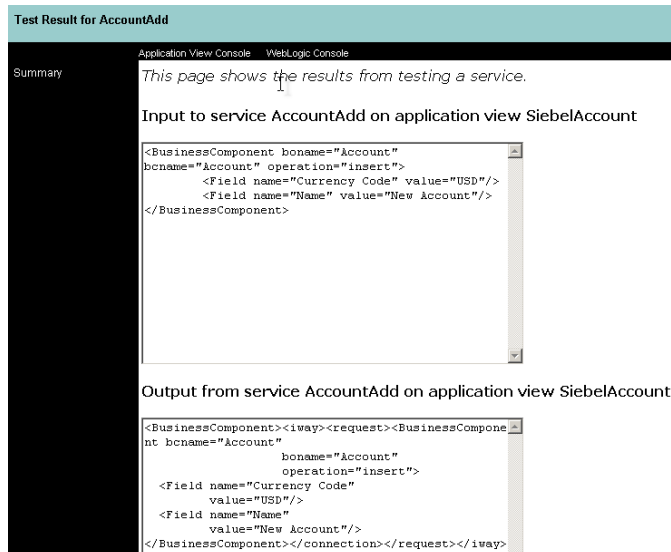 Test Result for AccountAdd
Application View Console WebLogic Console
Summary
This page shows the results from testing a service.
Input to service AccountAdd on application view SiebelAccount
<BusinessComponent boname="Account"
bcname="Account" operation="insert">
<Field name="Currency Code" value="USD"/>
<Field name="Name" value="New Account"/>
</BusinessComponent>
Output from service AccountAdd on application view SiebelAccount
<BusinessComponent><iway><request><BusinessCompone
nt bcname="Account"
boname="Account"
operation="insert">
<Field name="Currency Code"
value="USD"/>
<Field name="Name"
value="New Account"/>
</BusinessComponent></connection></request></iway>